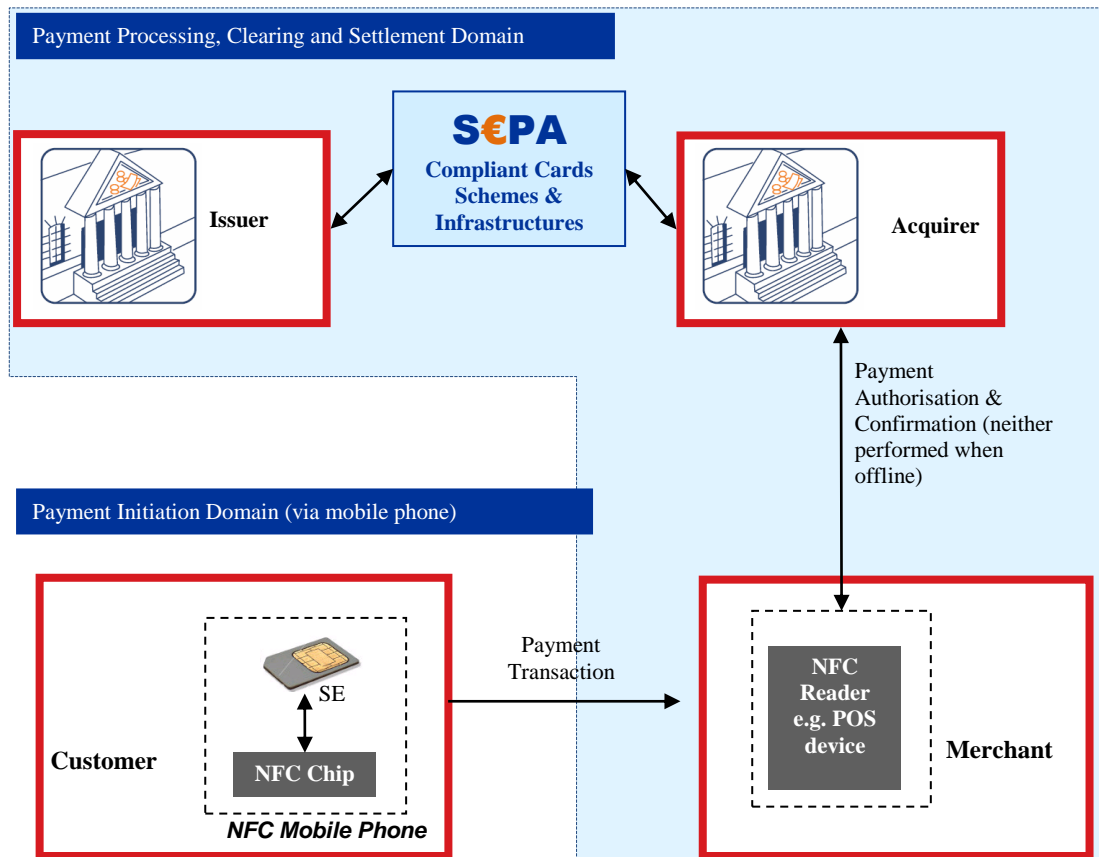 Payment Processing, Clearing and Settlement Domain
S€PA
Compliant Cards
Schemes &
Infrastructures
Issuer
Acquirer
Payment
Authorisation &
Confirmation (neither
performed when
offline)
Payment Initiation Domain (via mobile phone)
Payment
Transaction
SE
NFC Chip
Customer
NFC Mobile Phone
NFC
Reader
e.g. POS
device
Merchant